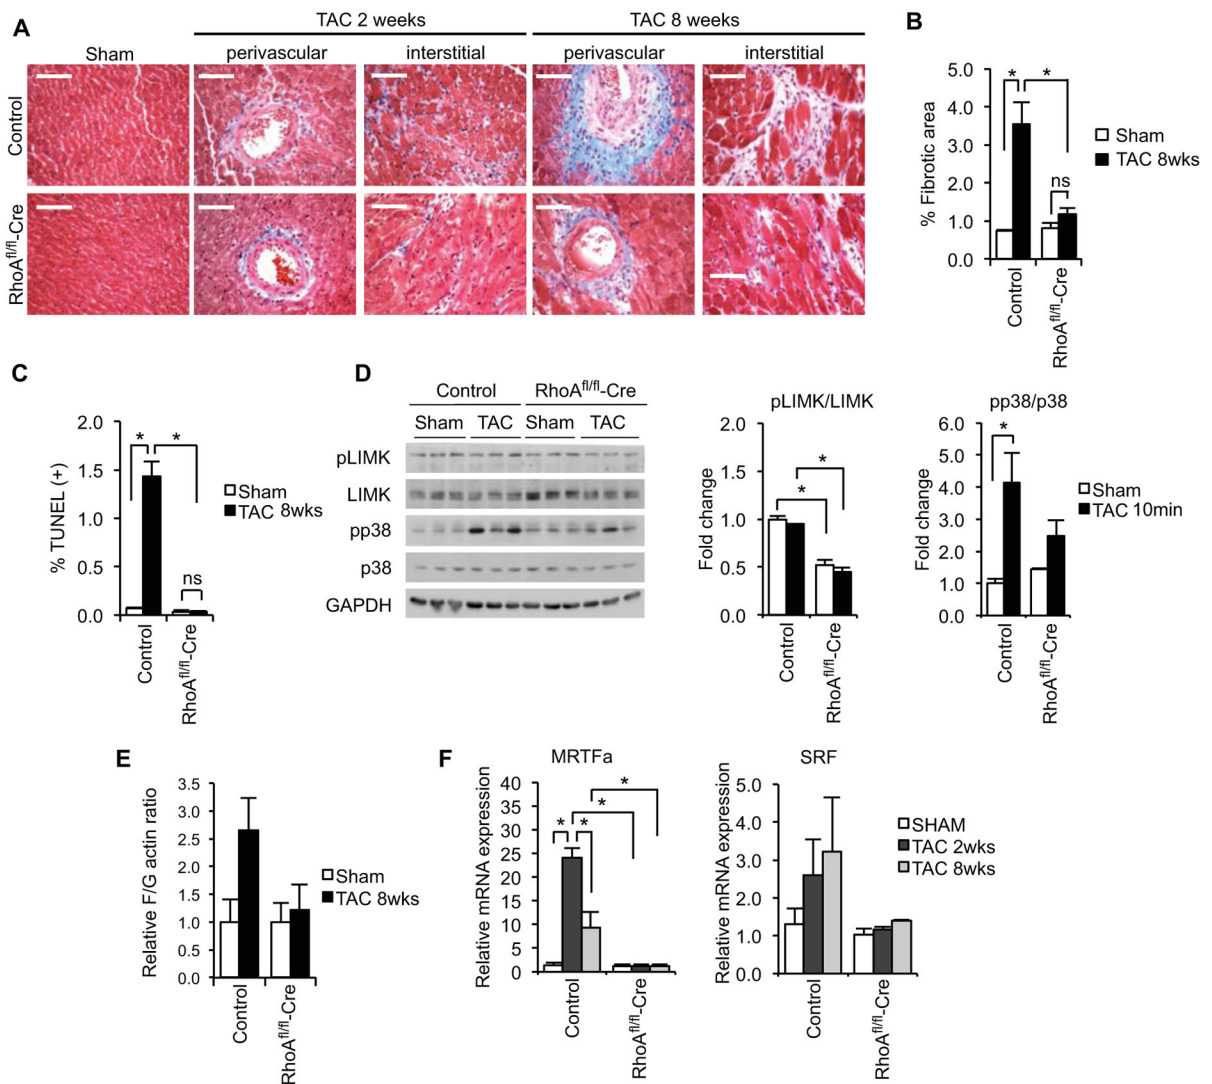 A
TAC 2 weeks
TAC 8 weeks
Sham
perivascular
interstitial
perivascular
interstitial
Control
RhoAfl/fl-Cre
B
% Fibrotic area
5.0
4.0
3.0
2.0
1.0
0.0
*
*
ns
Sham
TAC 8wks
Control
RhoAfl/fl-Cre
C
% TUNEL (+)
2.0
1.5
1.0
0.5
0.0
*
*
ns
Sham
TAC 8wks
Control
RhoAfl/fl-Cre
D
Control
RhoAfl/fl-Cre
Sham
TAC
Sham
TAC
pLIMK
LIMK
pp38
p38
GAPDH
pLIMK/LIMK
Fold change
2.0
1.5
1.0
0.5
0.0
*
*
Control
RhoAfl/fl-Cre
pp38/p38
Fold change
6.0
5.0
4.0
3.0
2.0
1.0
0.0
*
Sham
TAC 10min
Control
RhoAfl/fl-Cre
E
Relative F/G actin ratio
3.5
3.0
2.5
2.0
1.5
1.0
0.5
0.0
Sham
TAC 8wks
Control
RhoAfl/fl-Cre
F
MRTFa
Relative mRNA expression
40
35
30
25
20
15
10
5
0
*
*
*
*
Control
RhoAfl/fl-Cre
SRF
Relative mRNA expression
5.0
4.0
3.0
2.0
1.0
0.0
SHAM
TAC 2wks
TAC 8wks
Control
RhoAfl/fl-Cre